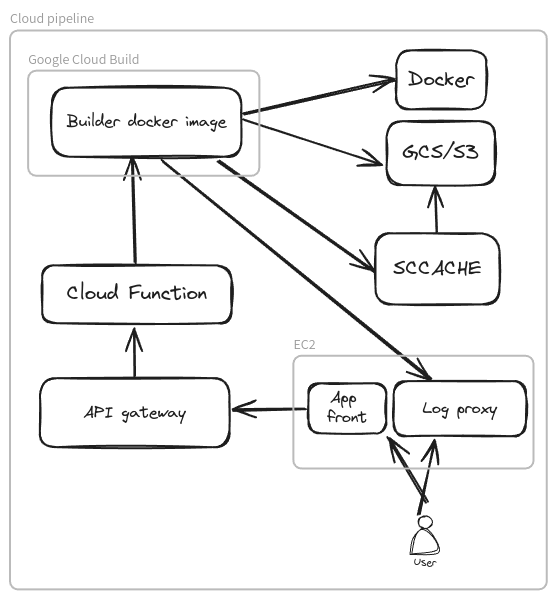 Cloud pipeline
Google Cloud Build
Docker
Builder docker image
GCS/S3
SCCACHE
Cloud Function
EC2
App
front
Log proxy
API gateway
User